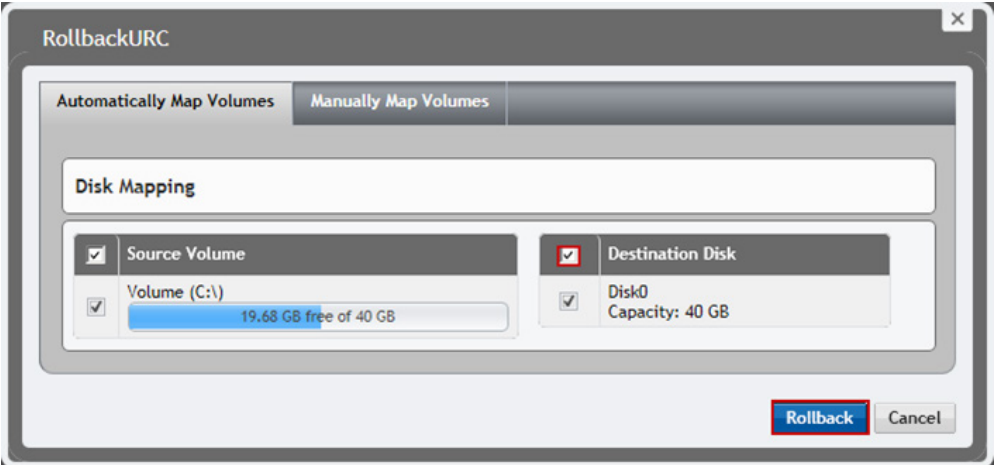 RollbackURC
Automatically Map Volumes
Manually Map Volumes
Disk Mapping
Source Volume
Destination Disk
Volume (C:\)
19.68 GB free of 40 GB
Disk0
Capacity: 40 GB
Rollback
Cancel